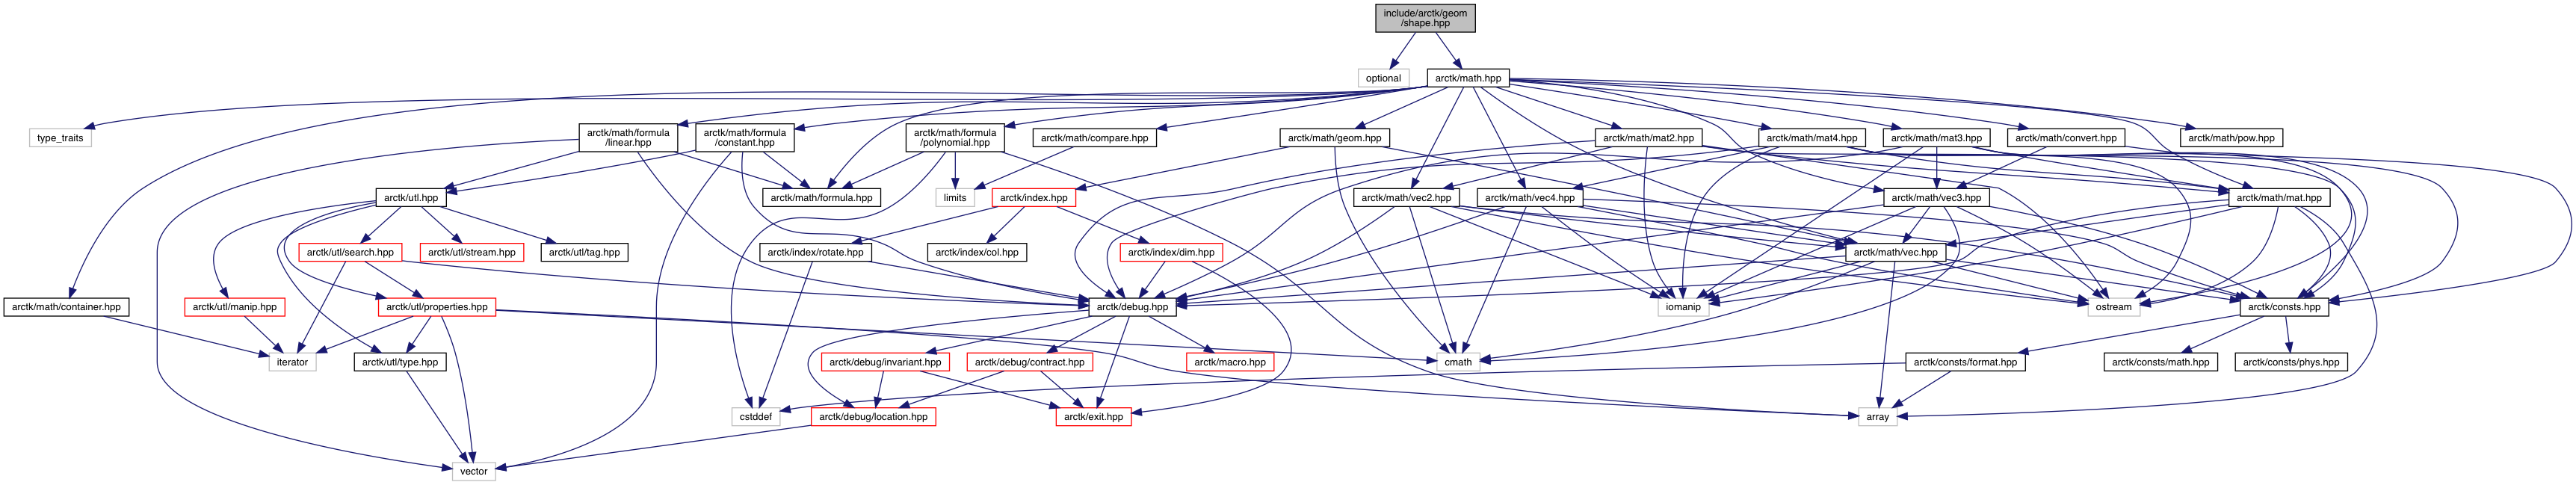 include/arctk/geom
/shape.hpp
optional
arctk/math.hpp
type_traits
arctk/math/formula
/linear.hpp
arctk/math/formula
/constant.hpp
arctk/math/formula
/polynomial.hpp
arctk/math/compare.hpp
arctk/math/geom.hpp
arctk/math/mat2.hpp
arctk/math/mat4.hpp
arctk/math/mat3.hpp
arctk/math/convert.hpp
arctk/math/pow.hpp
arctk/utl.hpp
arctk/math/formula.hpp
limits
arctk/index.hpp
arctk/math/vec2.hpp
arctk/math/vec4.hpp
arctk/math/vec3.hpp
arctk/math/mat.hpp
arctk/utl/search.hpp
arctk/utl/stream.hpp
arctk/utl/tag.hpp
arctk/index/rotate.hpp
arctk/index/col.hpp
arctk/index/dim.hpp
arctk/math/vec.hpp
arctk/math/container.hpp
arctk/utl/manip.hpp
arctk/utl/properties.hpp
arctk/debug.hpp
iomanip
ostream
arctk/consts.hpp
iterator
arctk/utl/type.hpp
arctk/debug/invariant.hpp
arctk/debug/contract.hpp
arctk/macro.hpp
cmath
arctk/consts/format.hpp
arctk/consts/math.hpp
arctk/consts/phys.hpp
cstddef
arctk/debug/location.hpp
arctk/exit.hpp
array
vector